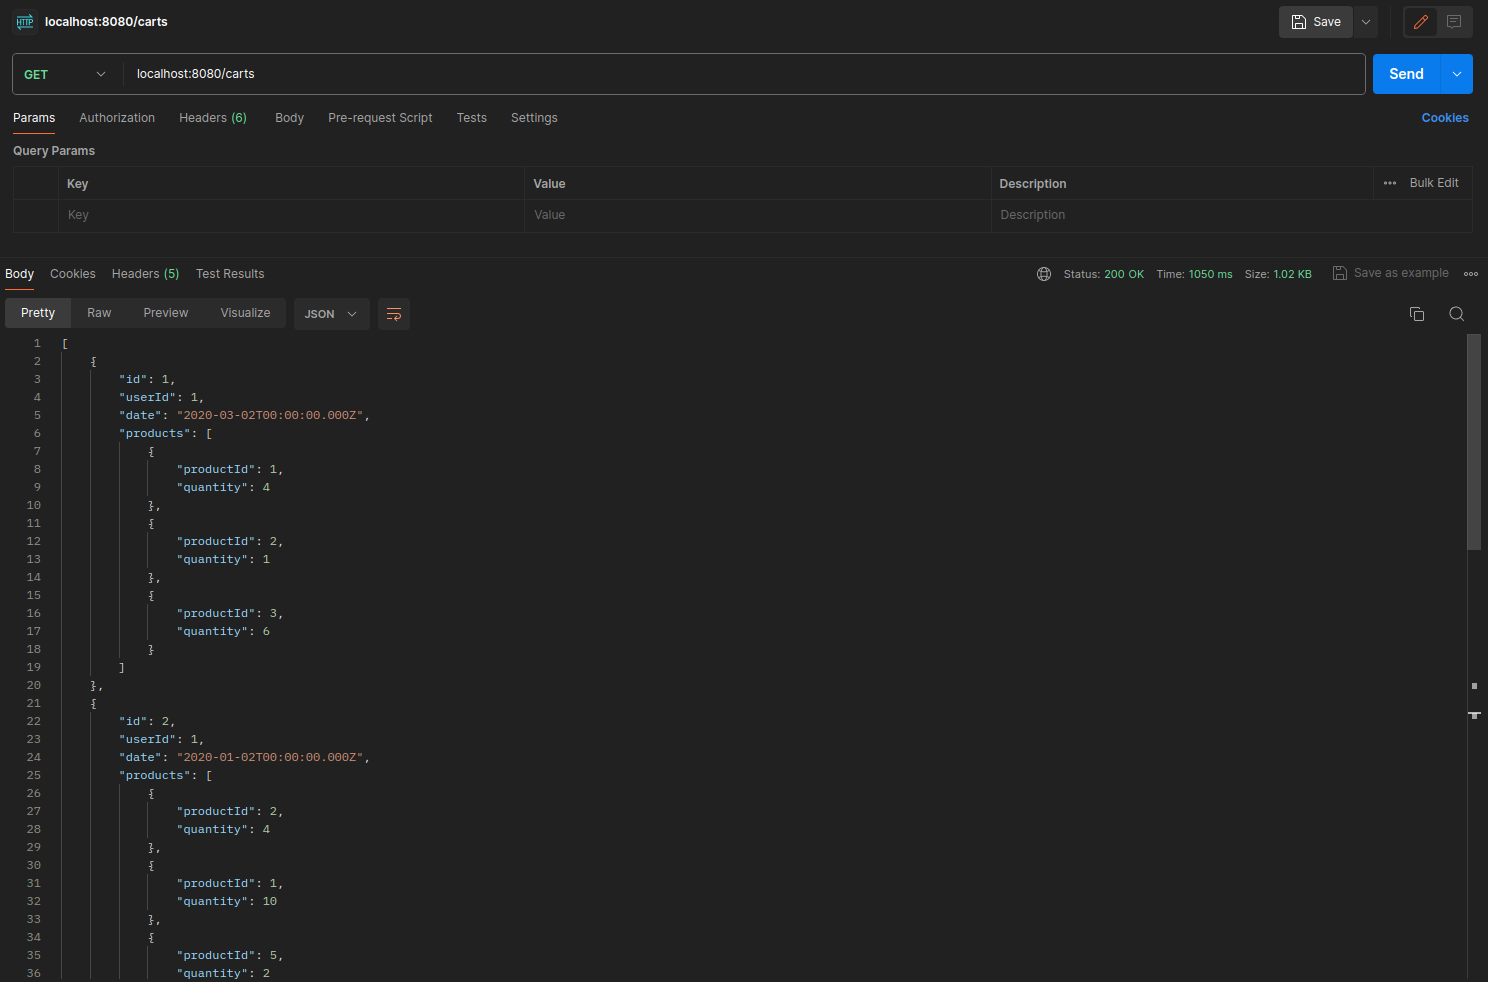 HTTP localhost:8080/carts Save
GET localhost:8080/carts Send
Params Authorization Headers (6) Body Pre-request Script Tests Settings Cookies
Query Params
Key Value Description ••• Bulk Edit
Key Value Description
Body Cookies Headers (5) Test Results Status: 200 OK Time: 1050 ms Size: 1.02 KB Save as example
Pretty Raw Preview Visualize JSON
1 [
2 {
3 "id": 1,
4 "userId": 1,
5 "date": "2020-03-02T00:00:00.000Z",
6 "products": [
7 {
8 "productId": 1,
9 "quantity": 4
10 },
11 {
12 "productId": 2,
13 "quantity": 1
14 },
15 {
16 "productId": 3,
17 "quantity": 6
18 }
19 ]
20 },
21 {
22 "id": 2,
23 "userId": 1,
24 "date": "2020-01-02T00:00:00.000Z",
25 "products": [
26 {
27 "productId": 2,
28 "quantity": 4
29 },
30 {
31 "productId": 1,
32 "quantity": 10
33 },
34 {
35 "productId": 5,
36 "quantity": 2